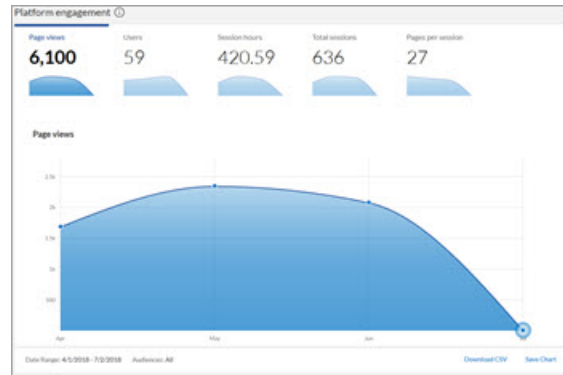 Platform engagement
Page views Users Session hours Total sessions Pages per session
6,100 59 420.59 636 27
Page views
2.5k
2k
1.5k
1k
500
Apr May Jun Jul
Date Range: 4/1/2018 - 7/2/2018 Audiences: All Download CSV Save Chart